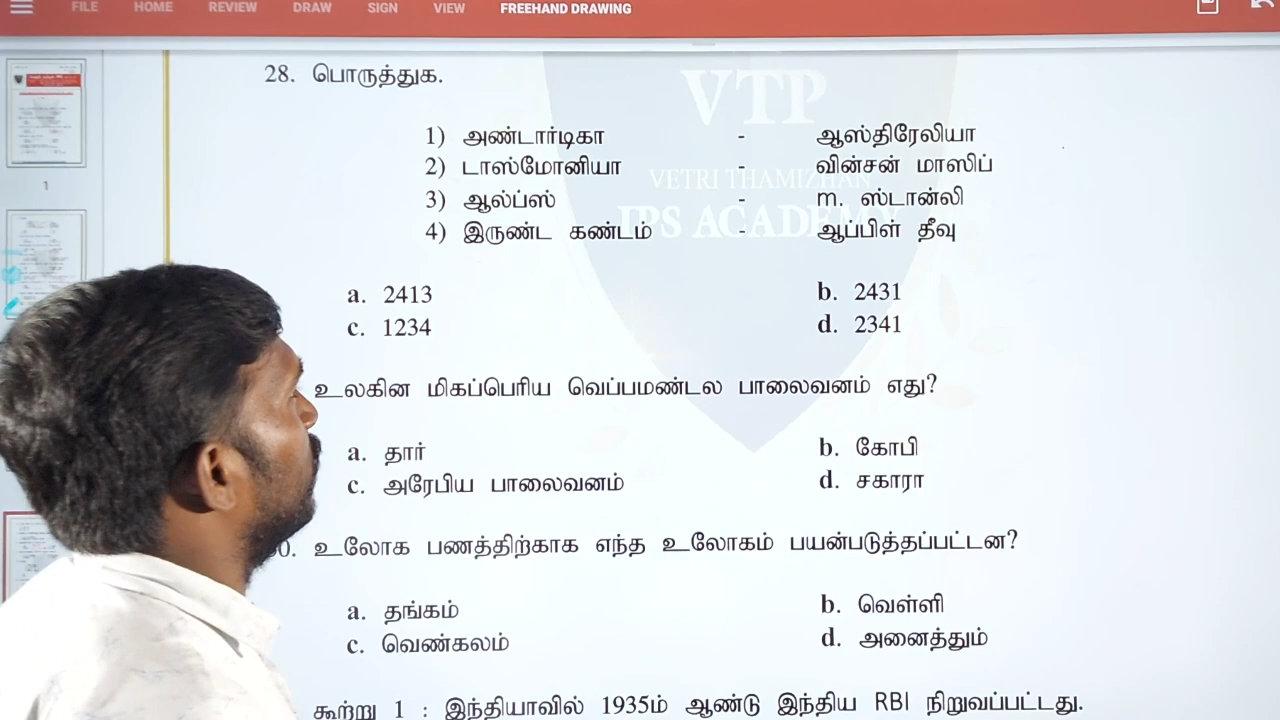 FILE HOME REVIEW DRAW SIGN VIEW FREEHAND DRAWING
28. பொருத்துக.
1) அண்டார்டிகா - ஆஸ்திரேலியா
2) டாஸ்மோனியா - வின்சன் மாஸிப்
3) ஆல்ப்ஸ் - m. ஸ்டான்லி
4) இருண்ட கண்டம் - ஆப்பிள் தீவு
VTP
VETRI THAMIZHAN
IPS ACADEMY
a. 2413 b. 2431
c. 1234 d. 2341
உலகின மிகப்பெரிய வெப்பமண்டல பாலைவனம் எது?
a. தார் b. கோபி
c. அரேபிய பாலைவனம் d. சகாரா
0. உலோக பணத்திற்காக எந்த உலோகம் பயன்படுத்தப்பட்டன?
a. தங்கம் b. வெள்ளி
c. வெண்கலம் d. அனைத்தும்
கூற்று 1 : இந்தியாவில் 1935ம் ஆண்டு இந்திய RBI நிறுவப்பட்டது.
1